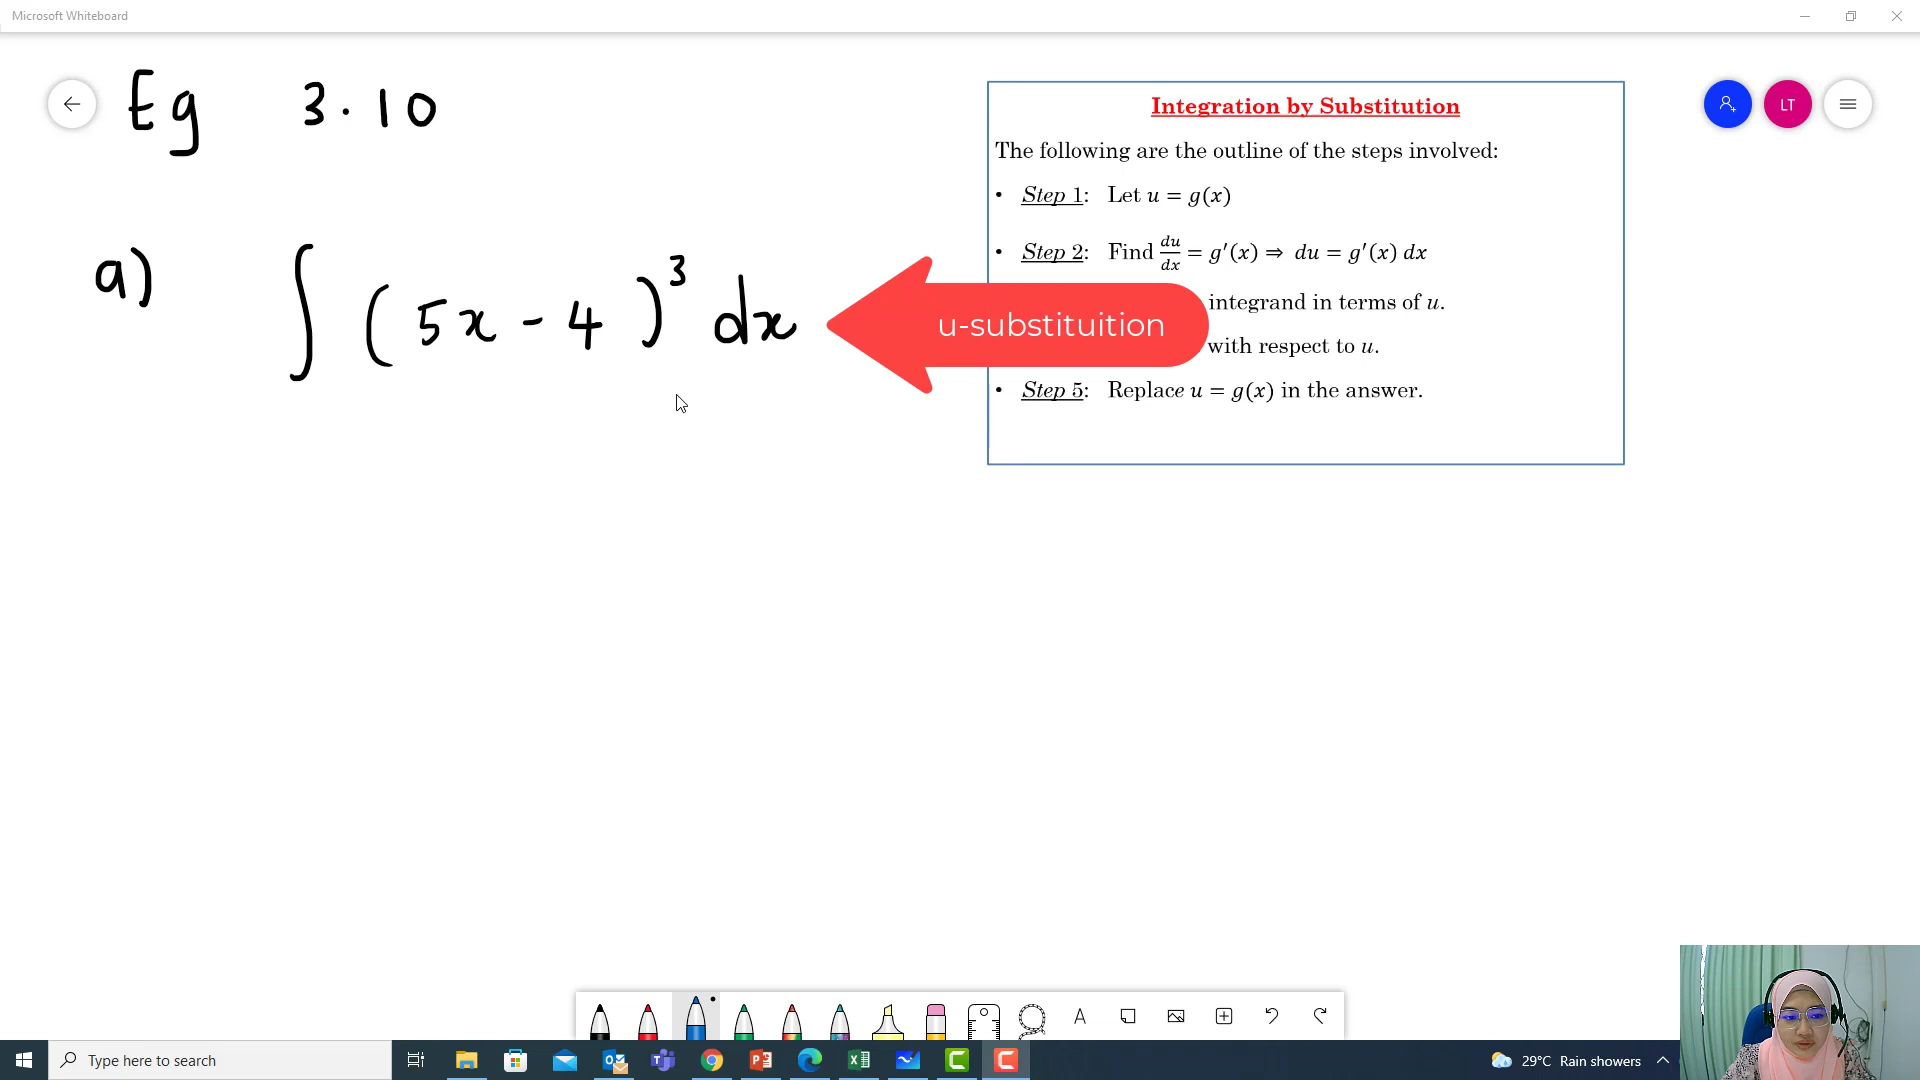 Microsoft Whiteboard
Eg 3.10
LT
Integration by Substitution
The following are the outline of the steps involved:
• Step 1: Let u = g(x)
• Step 2: Find du/dx = g′(x) ⇒ du = g′(x) dx
integrand in terms of u.
with respect to u.
• Step 5: Replace u = g(x) in the answer.
a) ∫ (5x - 4)³ dx
u-substituition
Type here to search
29°C Rain showers